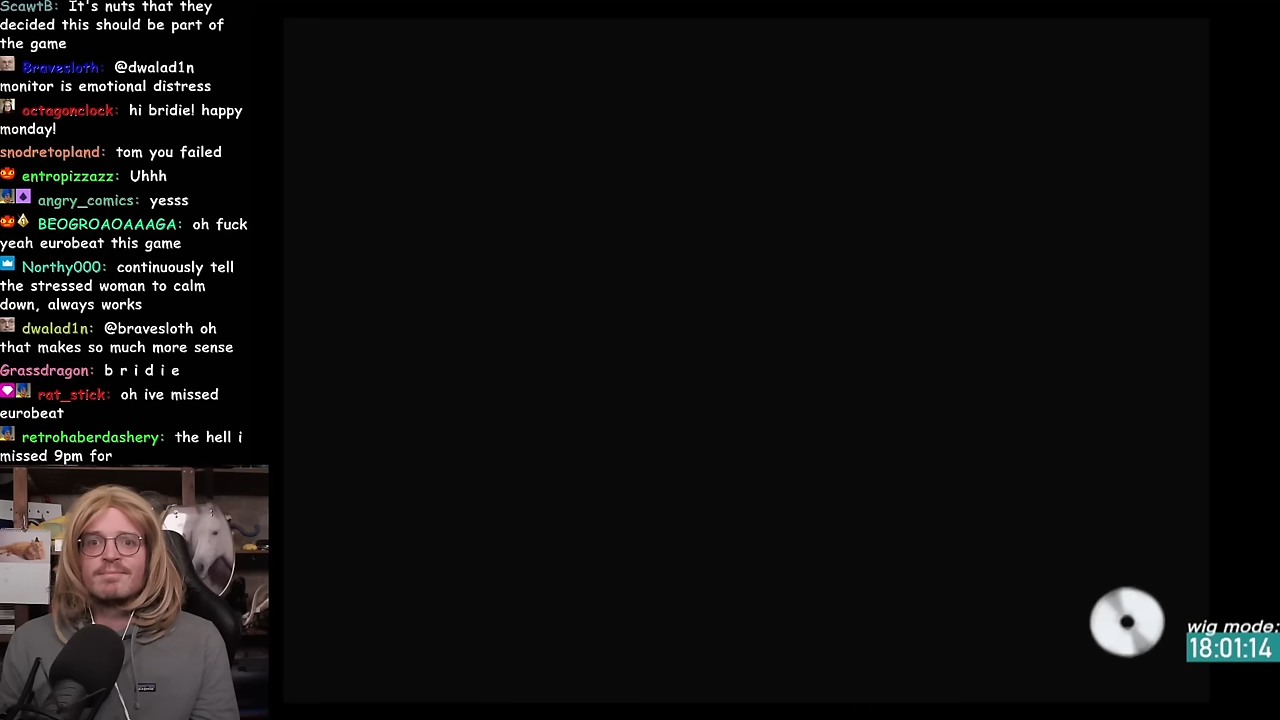 ScawtB: It's nuts that they
decided this should be part of
the game
Bravesloth: @dwalad1n
monitor is emotional distress
octagonclock: hi bridie! happy
monday!
snodretopland: tom you failed
entropizzazz: Uhhh
angry_comics: yesss
BEOGROAOAAAGA: oh fuck
yeah eurobeat this game
Northy000: continuously tell
the stressed woman to calm
down, always works
dwalad1n: @bravesloth oh
that makes so much more sense
Grassdragon: b r i d i e
rat_stick: oh ive missed
eurobeat
retrohaberdashery: the hell i
missed 9pm for
wig mode:
18:01:14